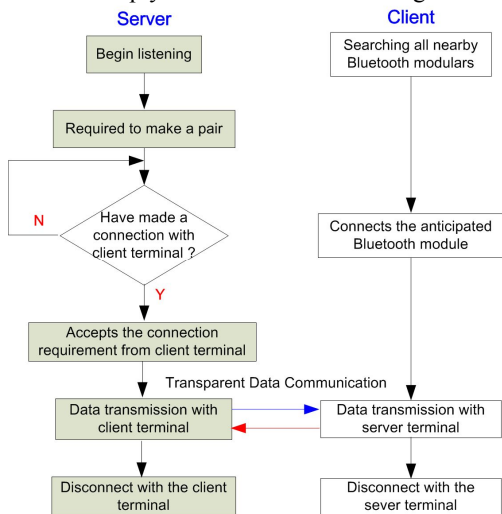 Server
Client
Begin listening
Searching all nearby
Bluetooth modulars
Required to make a pair
N
Have made a
connection with
client terminal ?
Connects the anticipated
Bluetooth module
Y
Accepts the connection
requirement from client terminal
Transparent Data Communication
Data transmission with
client terminal
Data transmission with
server terminal
Disconnect with the client
terminal
Disconnect with the
sever terminal